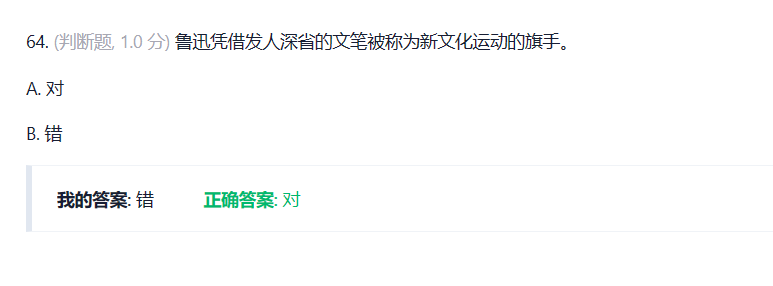 64. (判断题, 1.0 分) 鲁迅凭借发人深省的文笔被称为新文化运动的旗手。
A. 对
B. 错
我的答案: 错 正确答案: 对